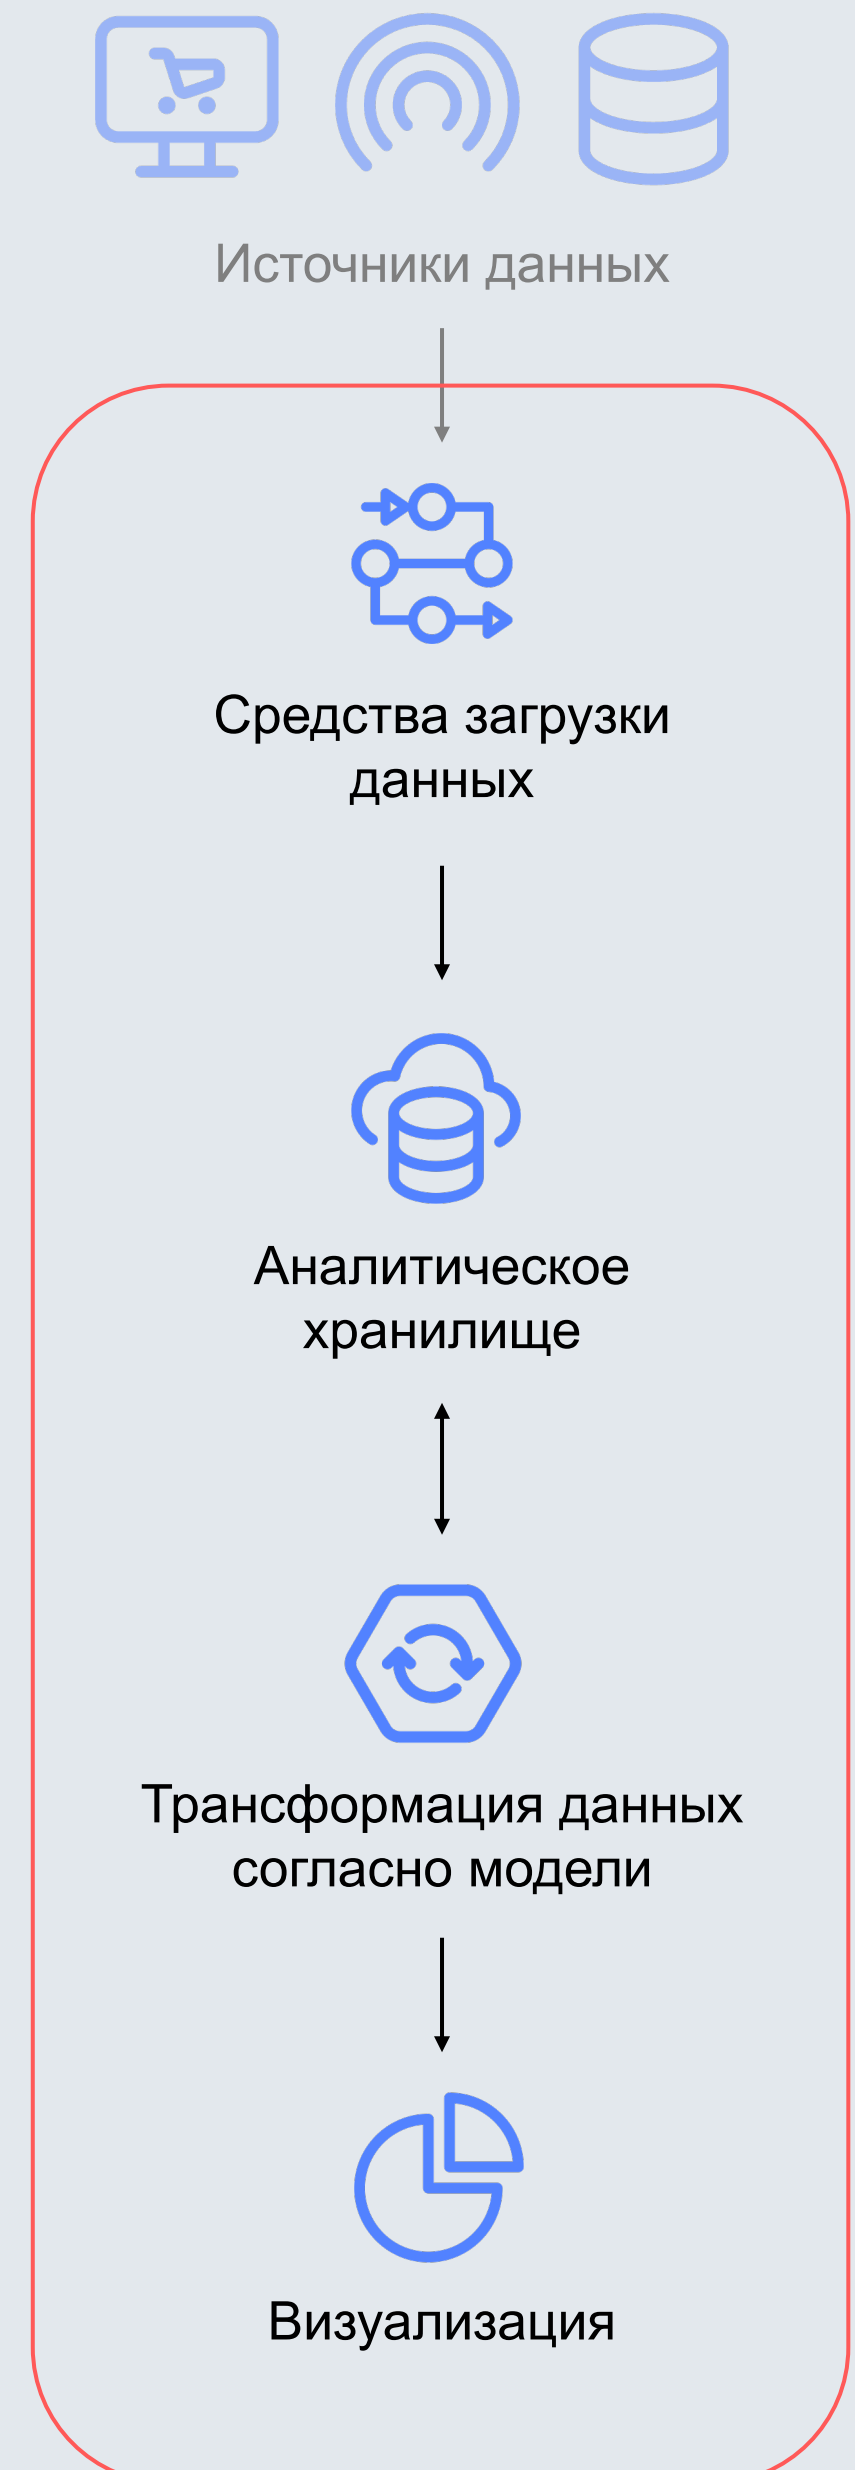 Источники данных
Средства загрузки
данных
Аналитическое
хранилище
Трансформация данных
согласно модели
Визуализация